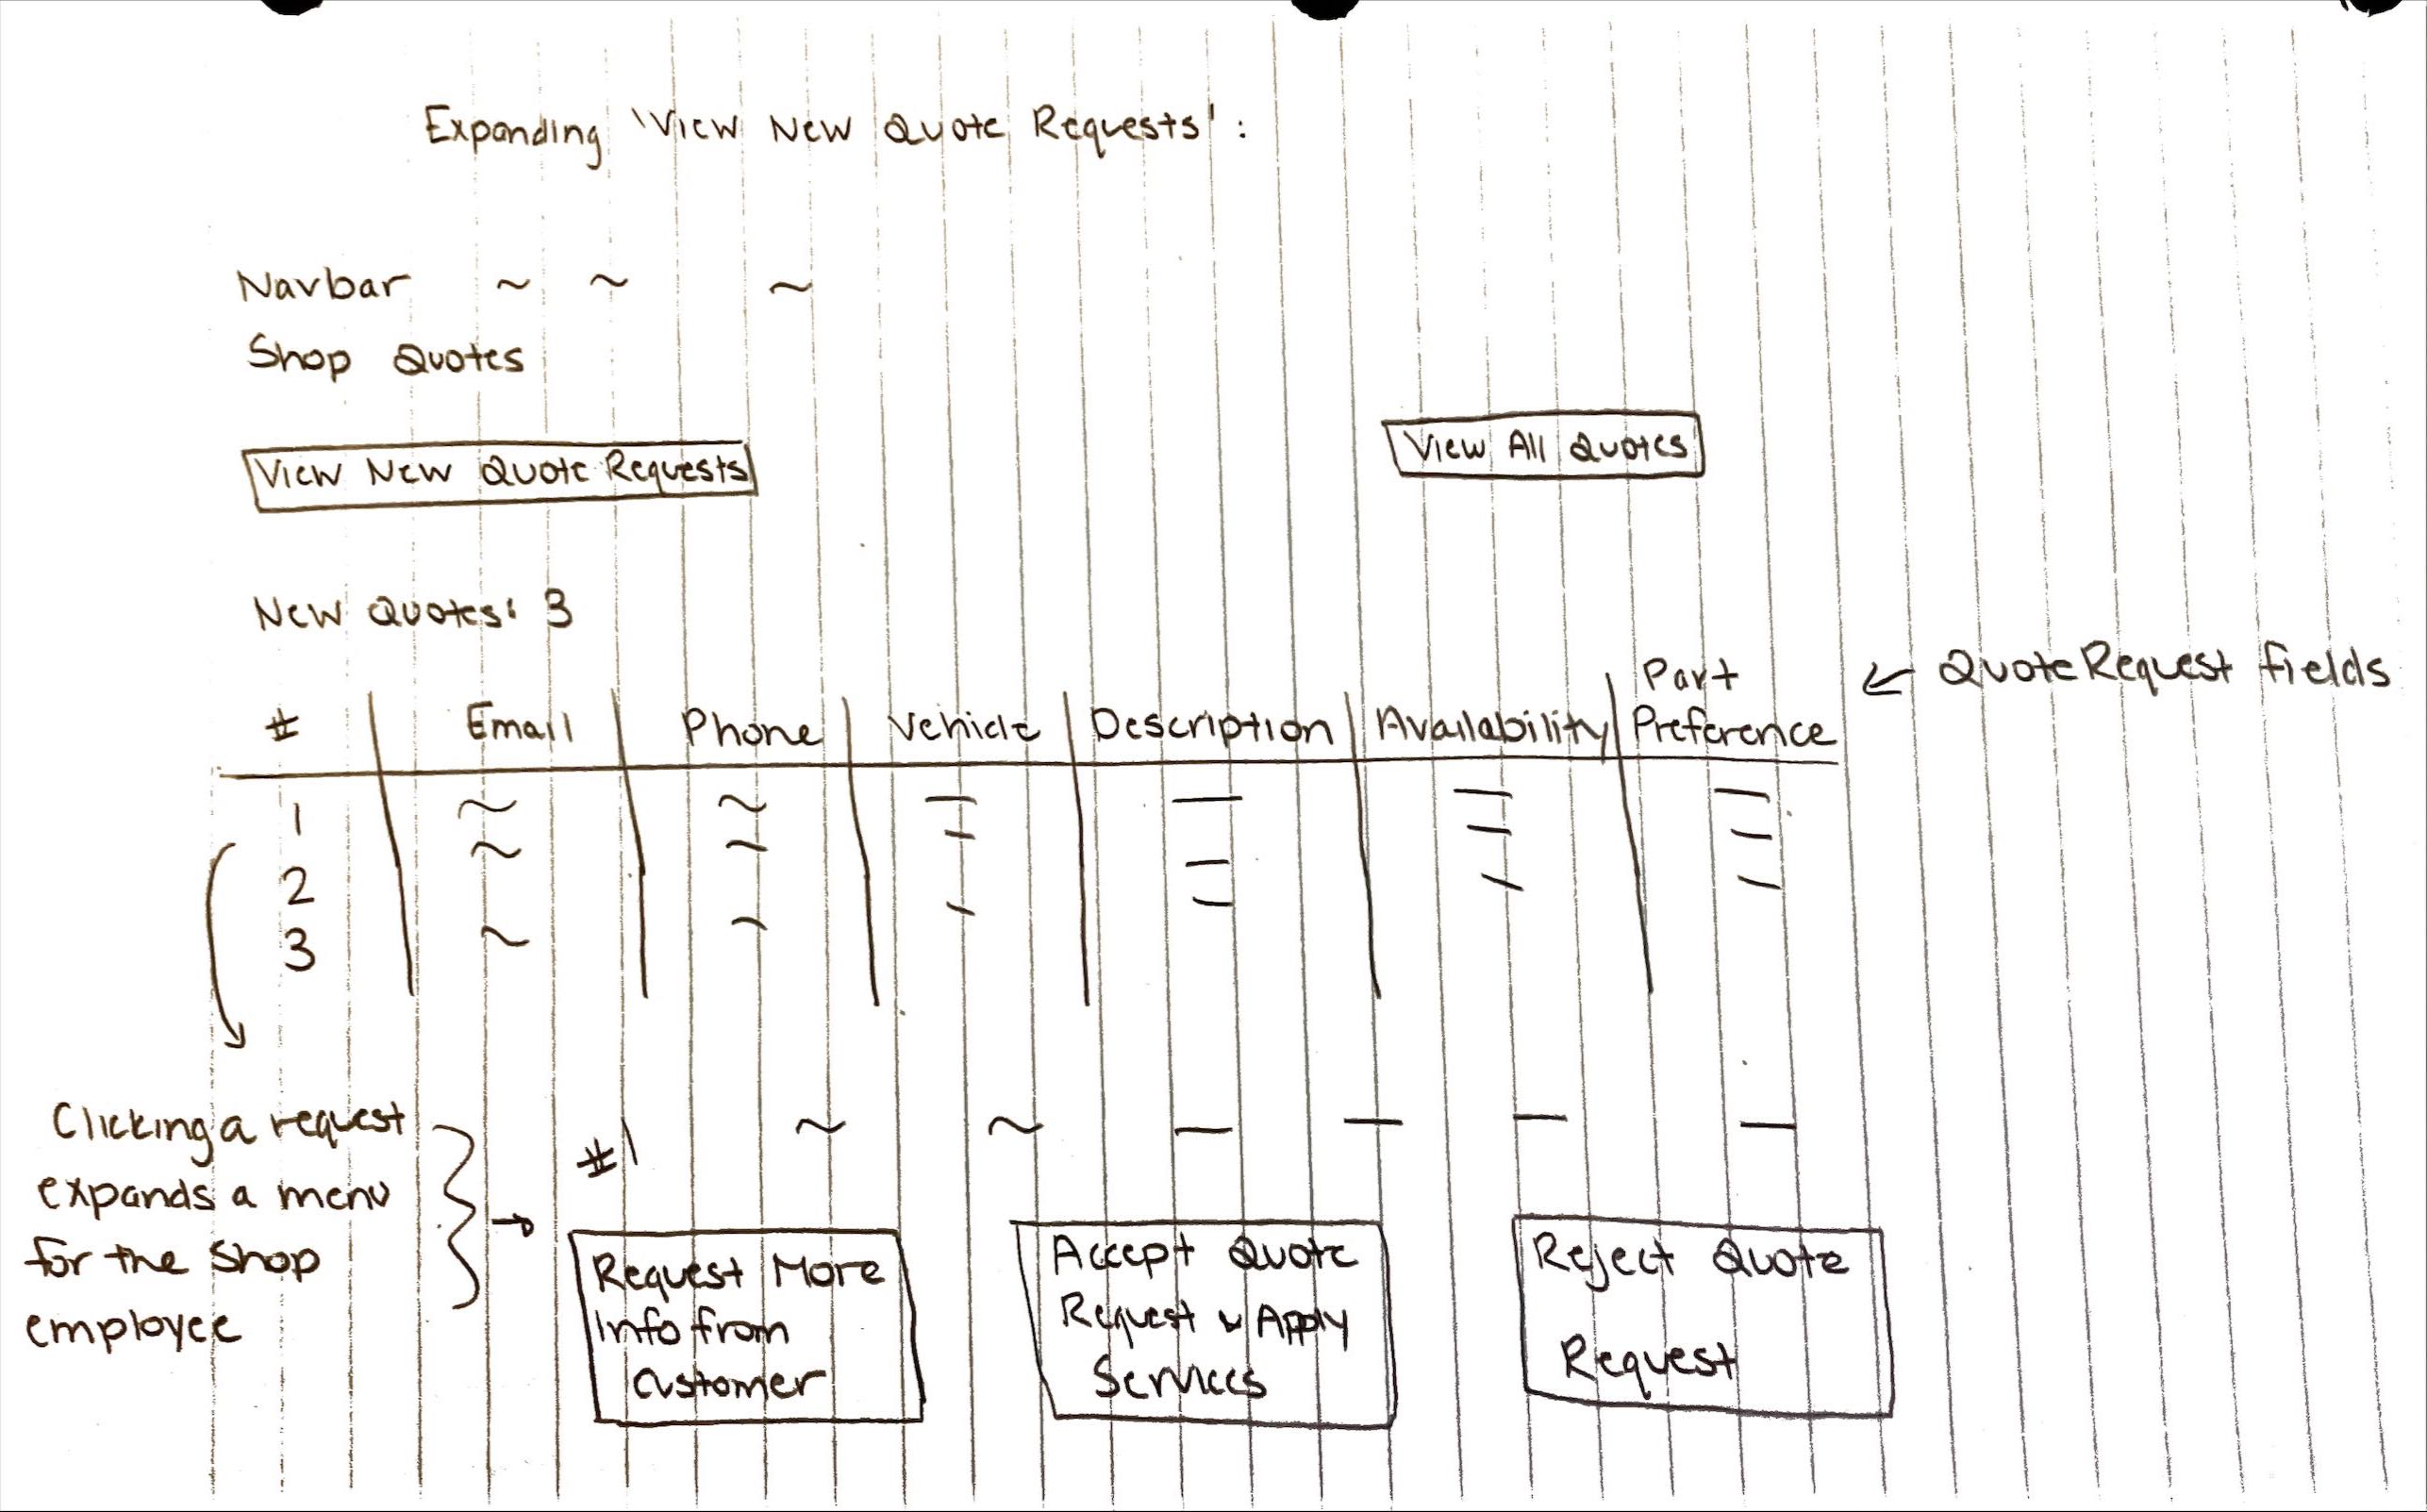 Expanding 'View New Quote Requests':
Navbar ~ ~ ~
Shop Quotes
View New Quote Requests
View All Quotes
New Quotes: 3
QuoteRequest fields
# Email Phone Vehicle Description Availability Part Preference
1
2
3
Clicking a request
expands a menu
for the shop
employee
#1
Request More
Info from
Customer
Accept Quote
Request & Apply
Services
Reject Quote
Request